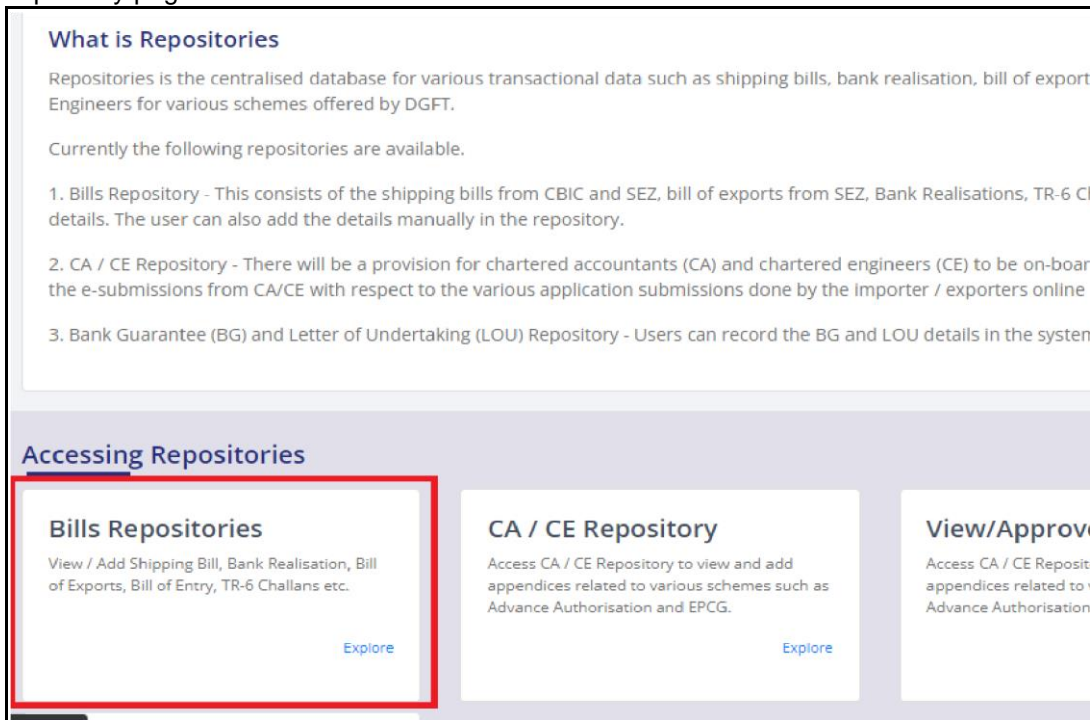 What is Repositories
Repositories is the centralised database for various transactional data such as shipping bills, bank realisation, bill of export
Engineers for various schemes offered by DGFT.
Currently the following repositories are available.
1. Bills Repository - This consists of the shipping bills from CBIC and SEZ, bill of exports from SEZ, Bank Realisations, TR-6
details. The user can also add the details manually in the repository.
2. CA / CE Repository - There will be a provision for chartered accountants (CA) and chartered engineers (CE) to be
the e-submissions from CA/CE with respect to the various application submissions done by the importer / exporters online
3. Bank Guarantee (BG) and Letter of Undertaking (LOU) Repository - Users can record the BG and LOU details in the
Accessing Repositories
Bills Repositories
View / Add Shipping Bill, Bank Realisation, Bill
of Exports, Bill of Entry, TR-6 Challans etc.
Explore
CA / CE Repository
Access CA / CE Repository to view and add
appendices related to various schemes such as
Advance Authorisation and EPCG.
Explore
View/Approve
Access CA / CE
appendices related to
Advance Authorisation